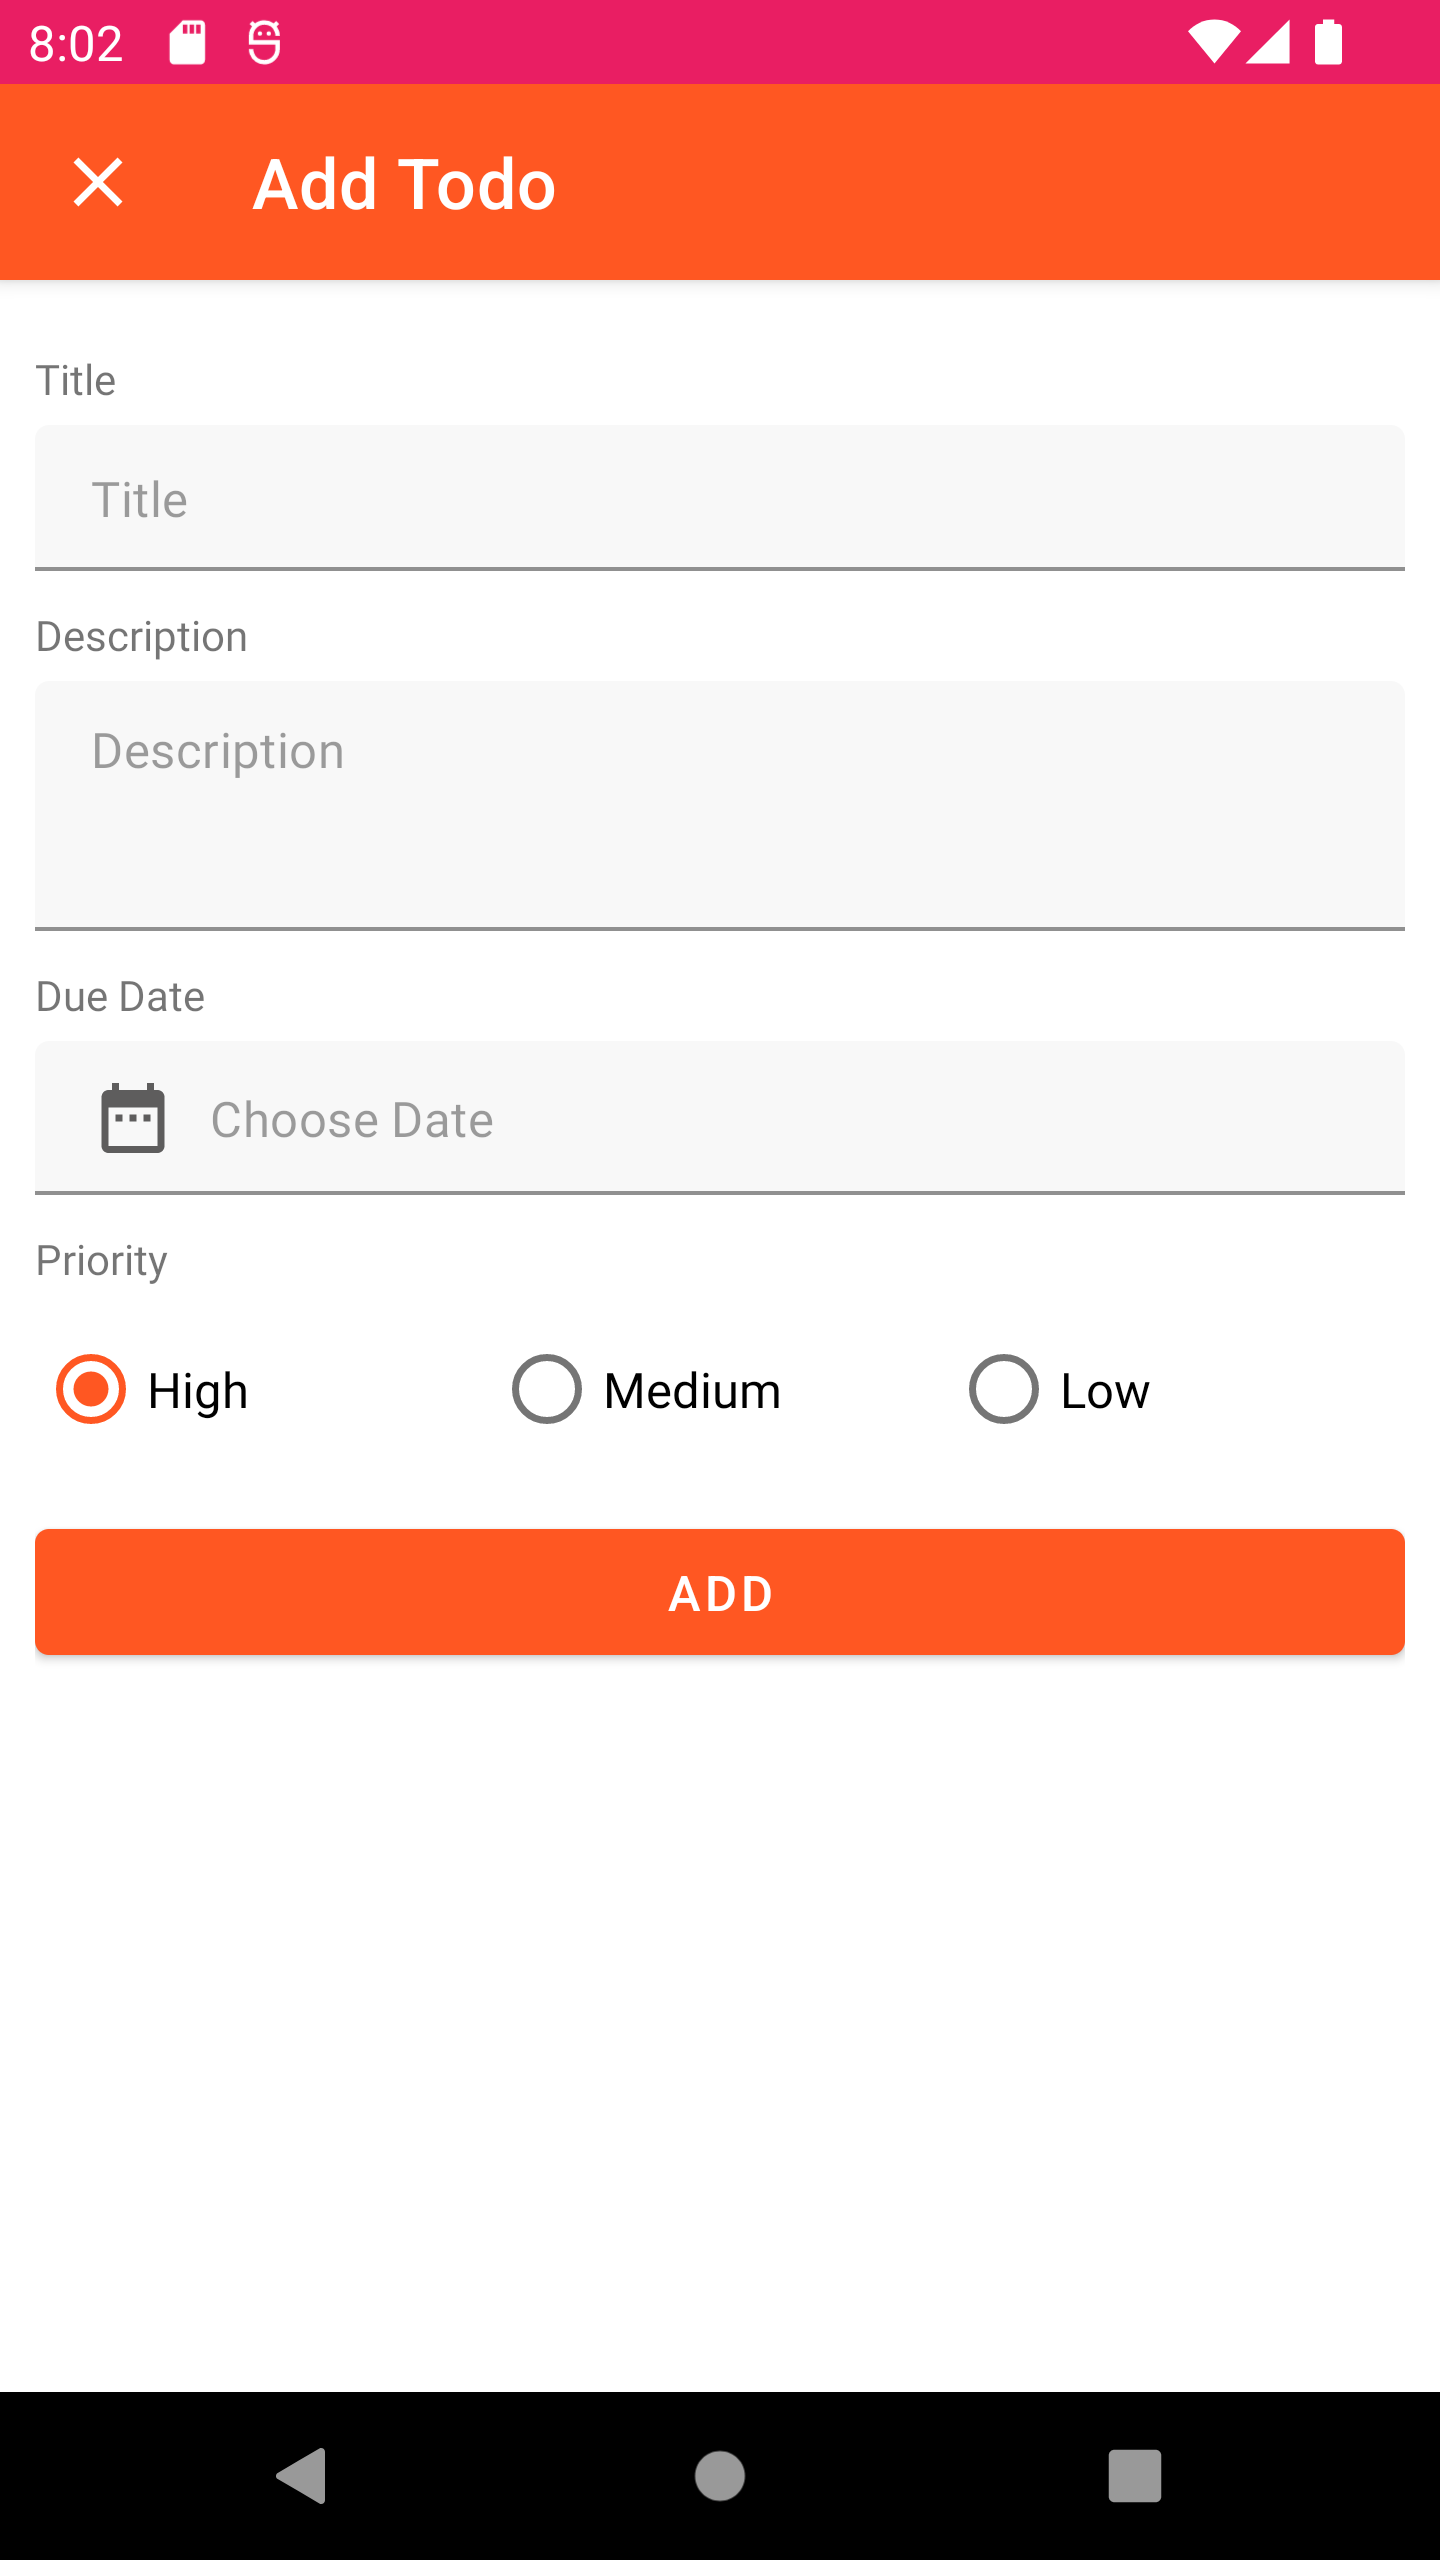 8:02
Add Todo
Title
Title
Description
Description
Due Date
Choose Date
Priority
High Medium Low
ADD